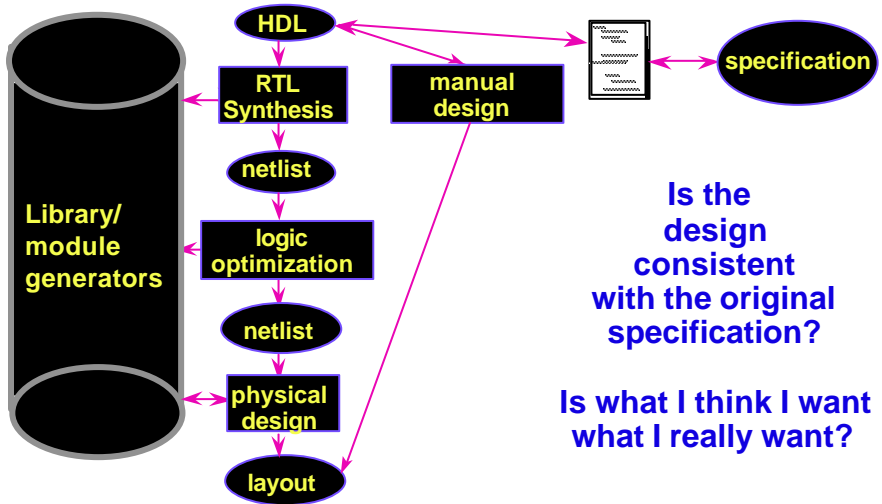 HDL
RTL
Synthesis
manual
design
specification
netlist
Library/
module
generators
logic
optimization
netlist
physical
design
layout
Is the
design
consistent
with the original
specification?
Is what I think I want
what I really want?